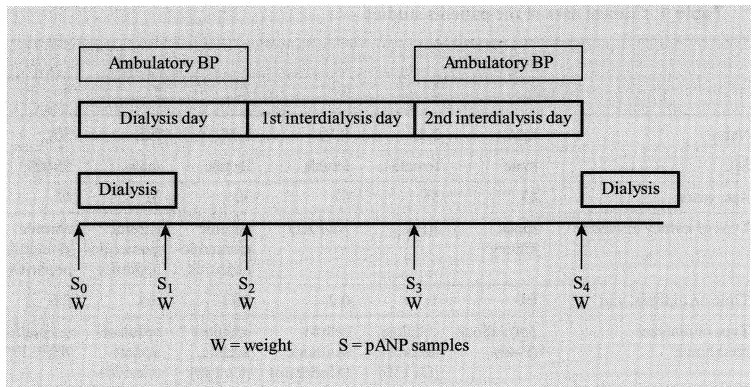 Ambulatory BP Ambulatory BP
Dialysis day 1st interdialysis day 2nd interdialysis day
Dialysis Dialysis
S₀ S₁ S₂ S₃ S₄
W W W W W
W = weight S = pANP samples